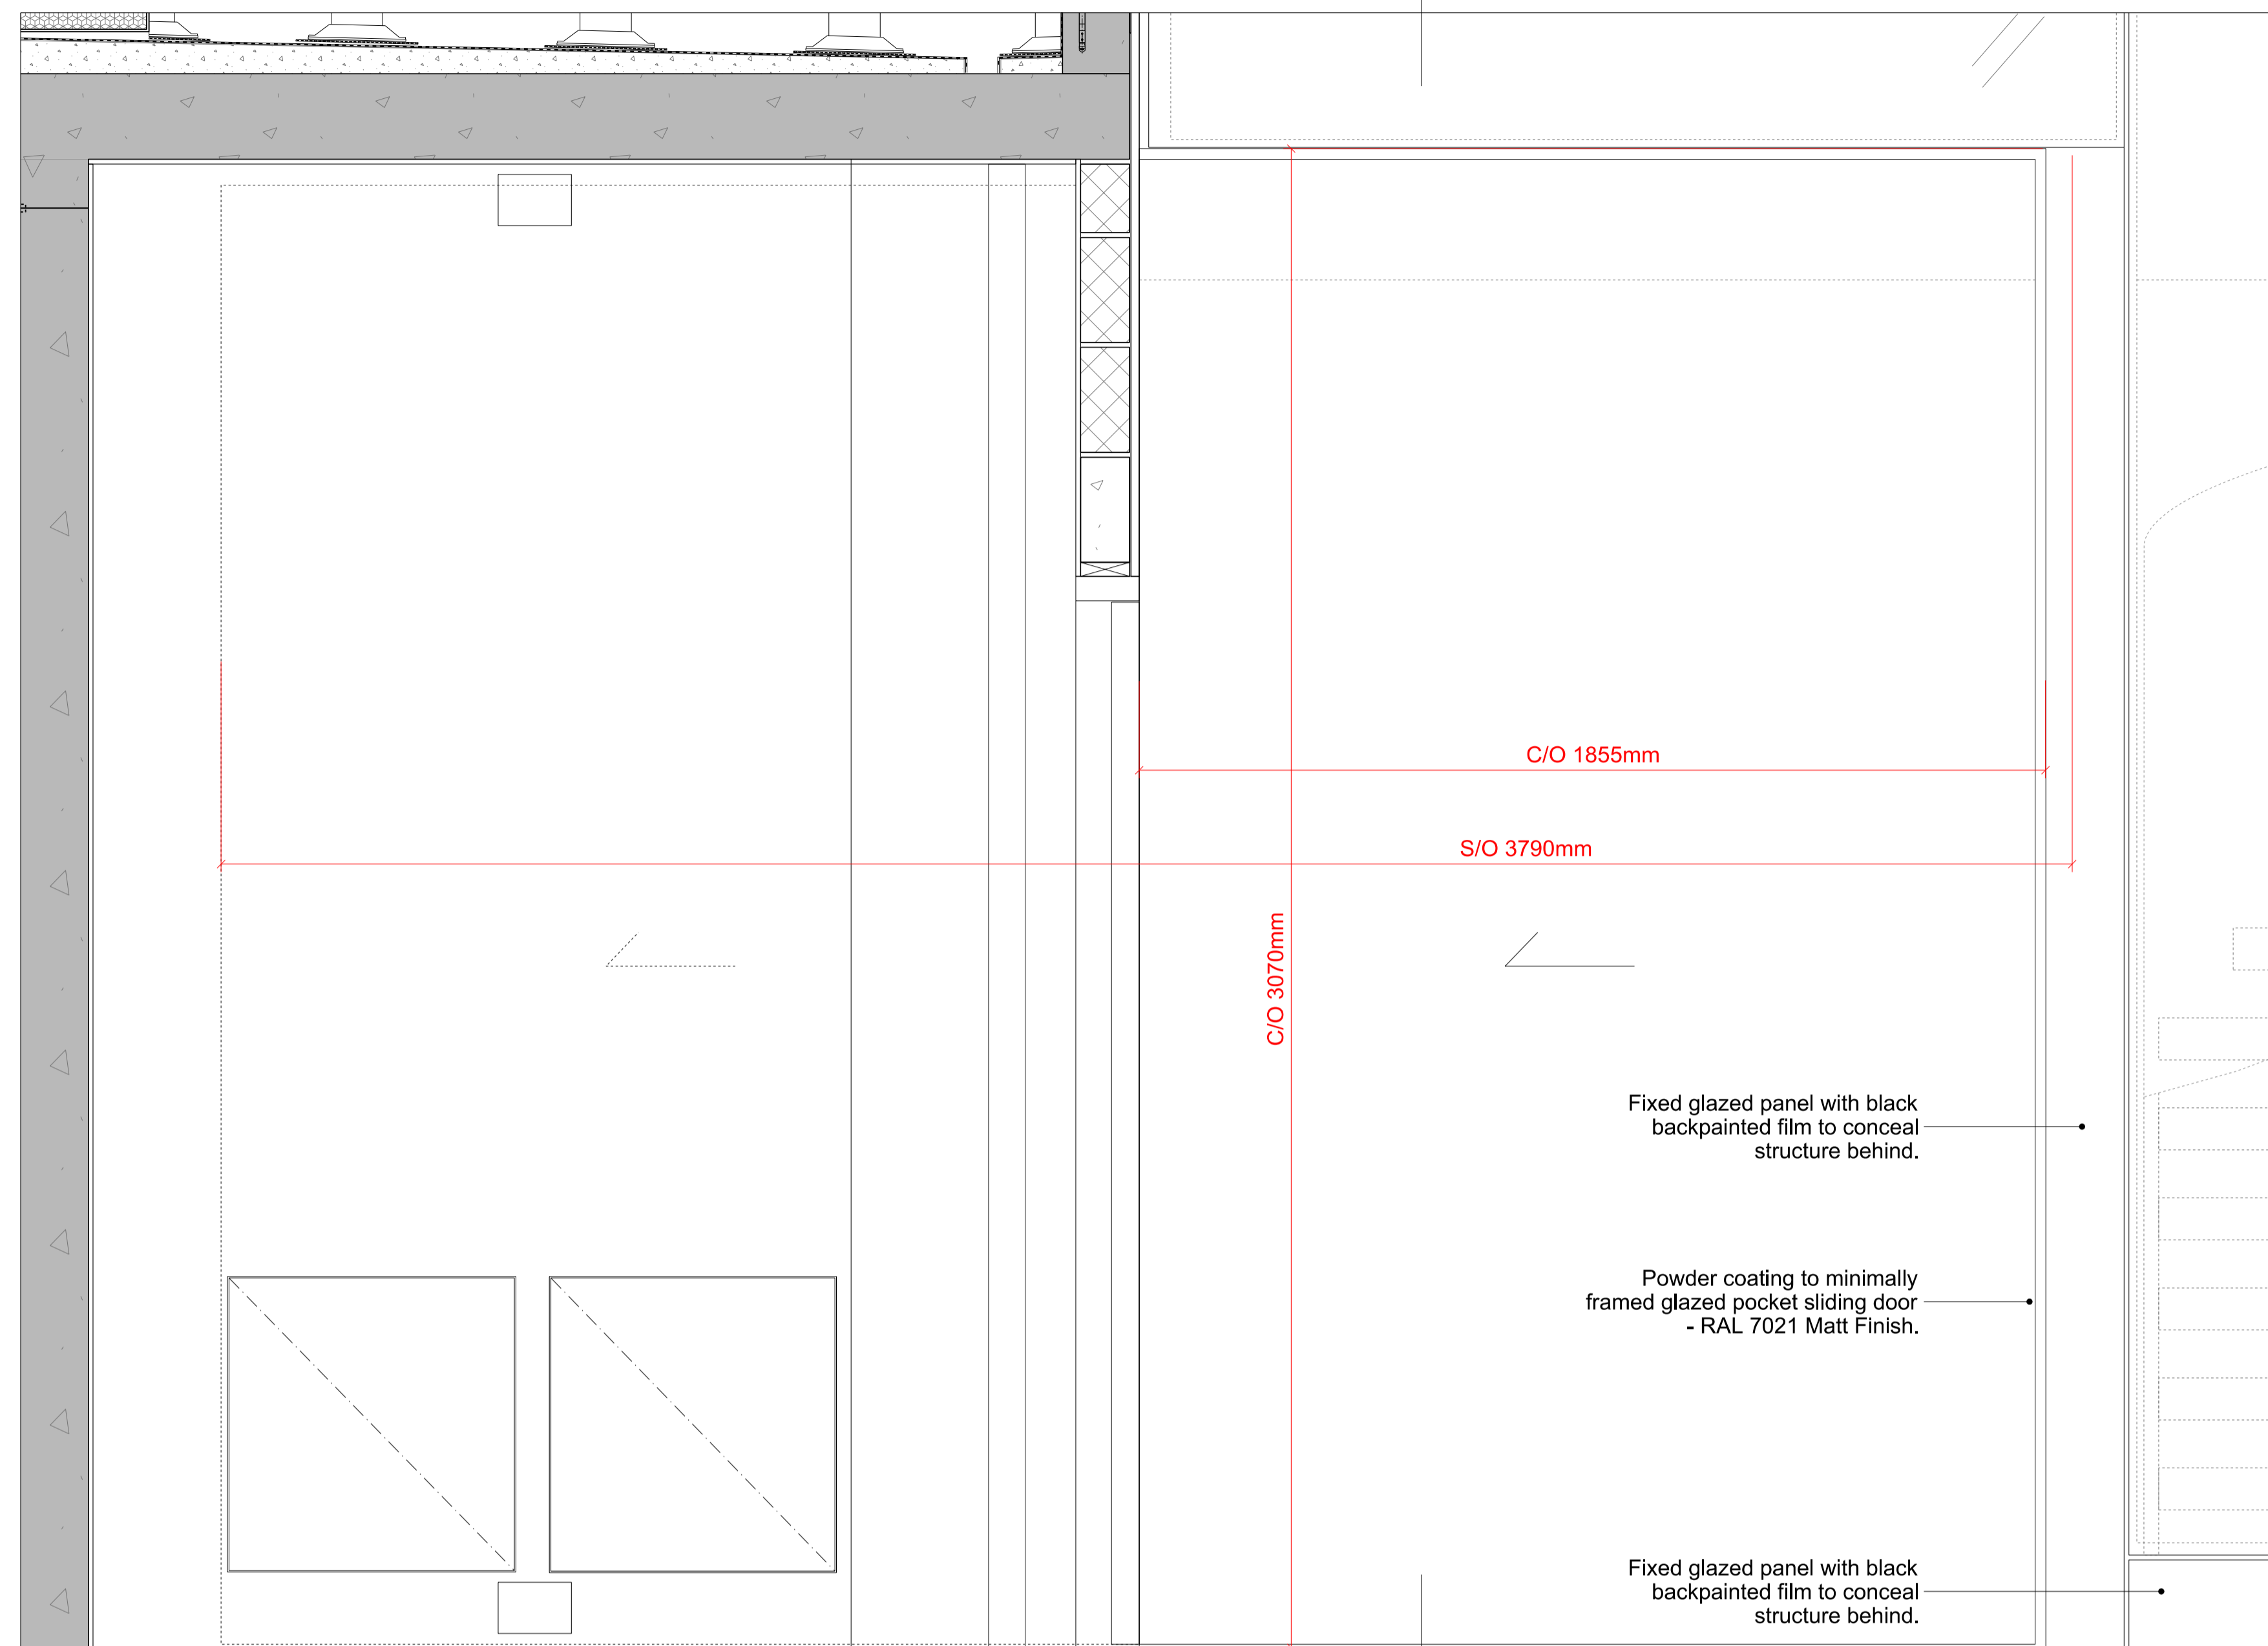 C/O 1855mm
S/O 3790mm
C/O 3070mm
Fixed glazed panel with black
backpainted film to conceal
structure behind.
Powder coating to minimally
framed glazed pocket sliding door
- RAL 7021 Matt Finish.
Fixed glazed panel with black
backpainted film to conceal
structure behind.